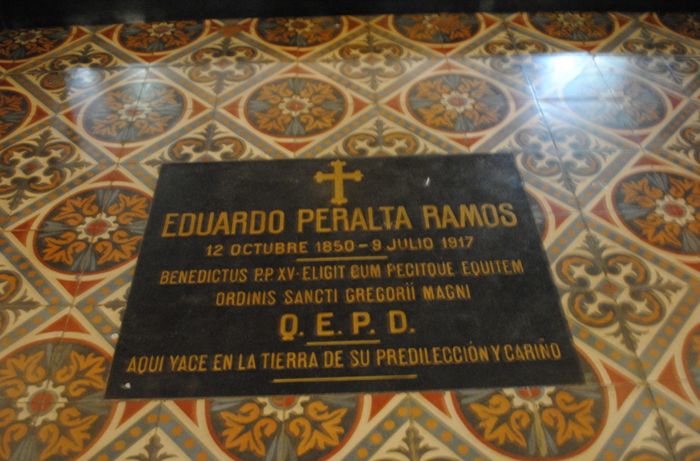 EDUARDO PERALTA RAMOS
12 OCTUBRE 1850 - 9 JULIO 1917
BENEDICTUS P.P. XV - ELIGIT CUM FECITQUE EQUITEM
ORDINIS SANCTI GREGORII MAGNI
Q. E. P. D.
AQUI YACE EN LA TIERRA DE SU PREDILECCIÓN Y CARIÑO